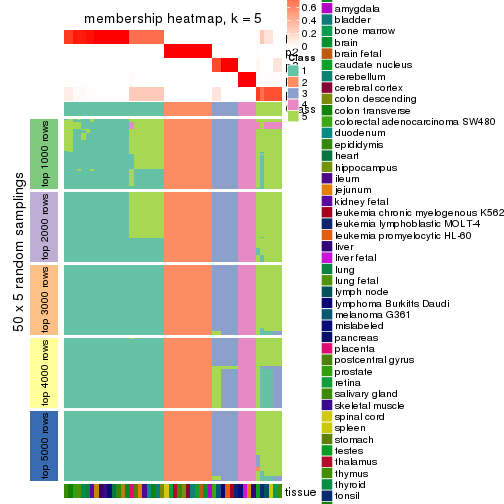 membership heatmap, k = 5
50 x 5 random samplings
top 1000 rows
top 2000 rows
top 3000 rows
top 4000 rows
top 5000 rows
0.6
0.4
0.2
0
Class
1
2
3
4
5
tissue
amygdala
bladder
bone marrow
brain
brain fetal
caudate nucleus
cerebellum
cerebral cortex
colon descending
colon transverse
colorectal adenocarcinoma SW480
duodenum
epididymis
heart
hippocampus
ileum
jejunum
kidney fetal
leukemia chronic myelogenous K562
leukemia lymphoblastic MOLT-4
leukemia promyelocytic HL-60
liver
liver fetal
lung
lung fetal
lymph node
lymphoma Burkitts Daudi
melanoma G361
mislabeled
pancreas
placenta
postcentral gyrus
prostate
retina
salivary gland
skeletal muscle
spinal cord
spleen
stomach
testes
thalamus
thymus
thyroid
tonsil